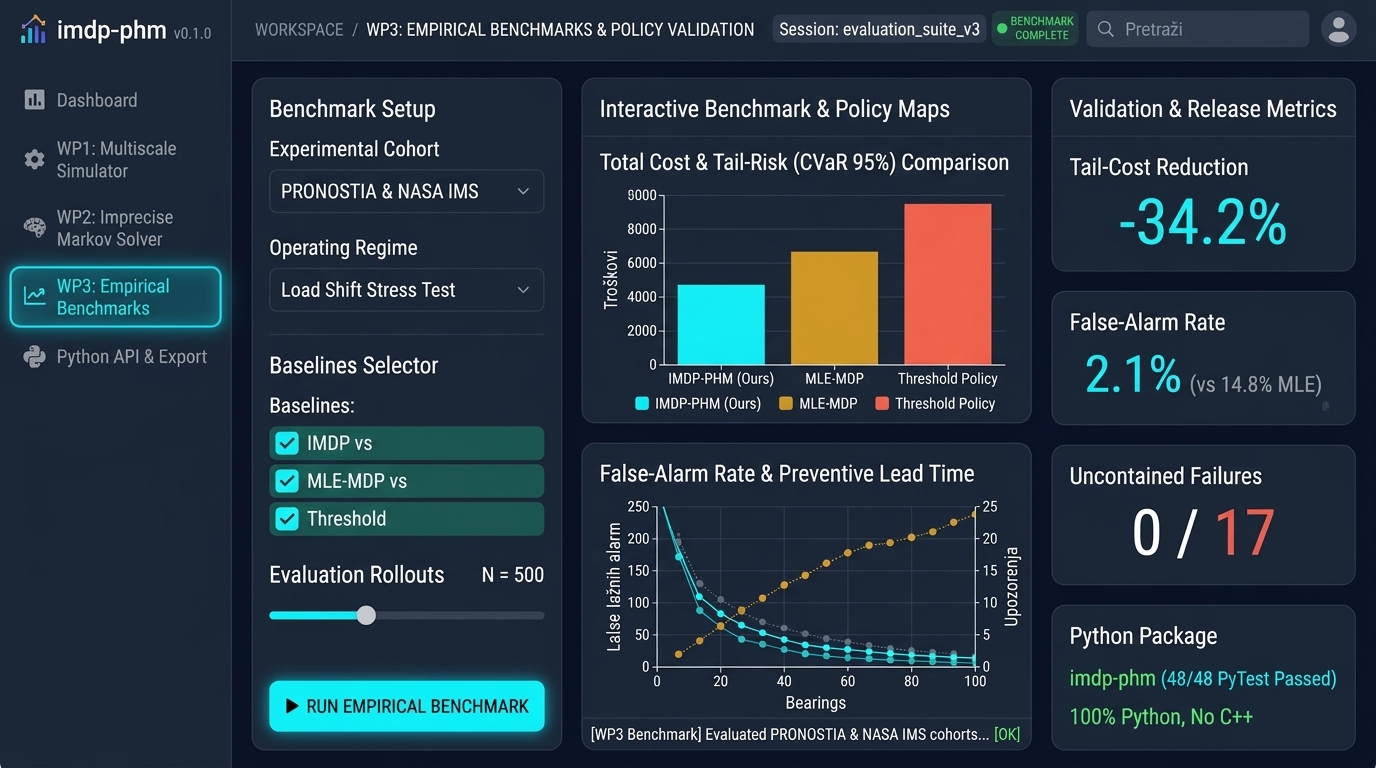 imdp-phm v0.1.0
WORKSPACE / WP3: EMPIRICAL BENCHMARKS & POLICY VALIDATION
Session: evaluation_suite_v3
BENCHMARK
COMPLETE
Pretraži
Dashboard
WP1: Multiscale
Simulator
WP2: Imprecise
Markov Solver
WP3: Empirical
Benchmarks
Python API & Export
Benchmark Setup
Experimental Cohort
PRONOSTIA & NASA IMS
Operating Regime
Load Shift Stress Test
Baselines Selector
Baselines:
IMDP vs
MLE-MDP vs
Threshold
Evaluation Rollouts N = 500
RUN EMPIRICAL BENCHMARK
Interactive Benchmark & Policy Maps
Total Cost & Tail-Risk (CVaR 95%) Comparison
Troškovi
9000
8000
6000
4000
2000
0
IMDP-PHM (Ours) MLE-MDP Threshold Policy
IMDP-PHM (Ours) MLE-MDP Threshold Policy
False-Alarm Rate & Preventive Lead Time
Lalse lažnih alarm
250
200
150
100
50
0
25
20
15
10
5
0
Upozorenja
0 20 40 60 80 100
Bearings
[WP3 Benchmark] Evaluated PRONOSTIA & NASA IMS cohorts... [OK]
Validation & Release Metrics
Tail-Cost Reduction
-34.2%
False-Alarm Rate
2.1% (vs 14.8% MLE)
Uncontained Failures
0 / 17
Python Package
imdp-phm (48/48 PyTest Passed)
100% Python, No C++